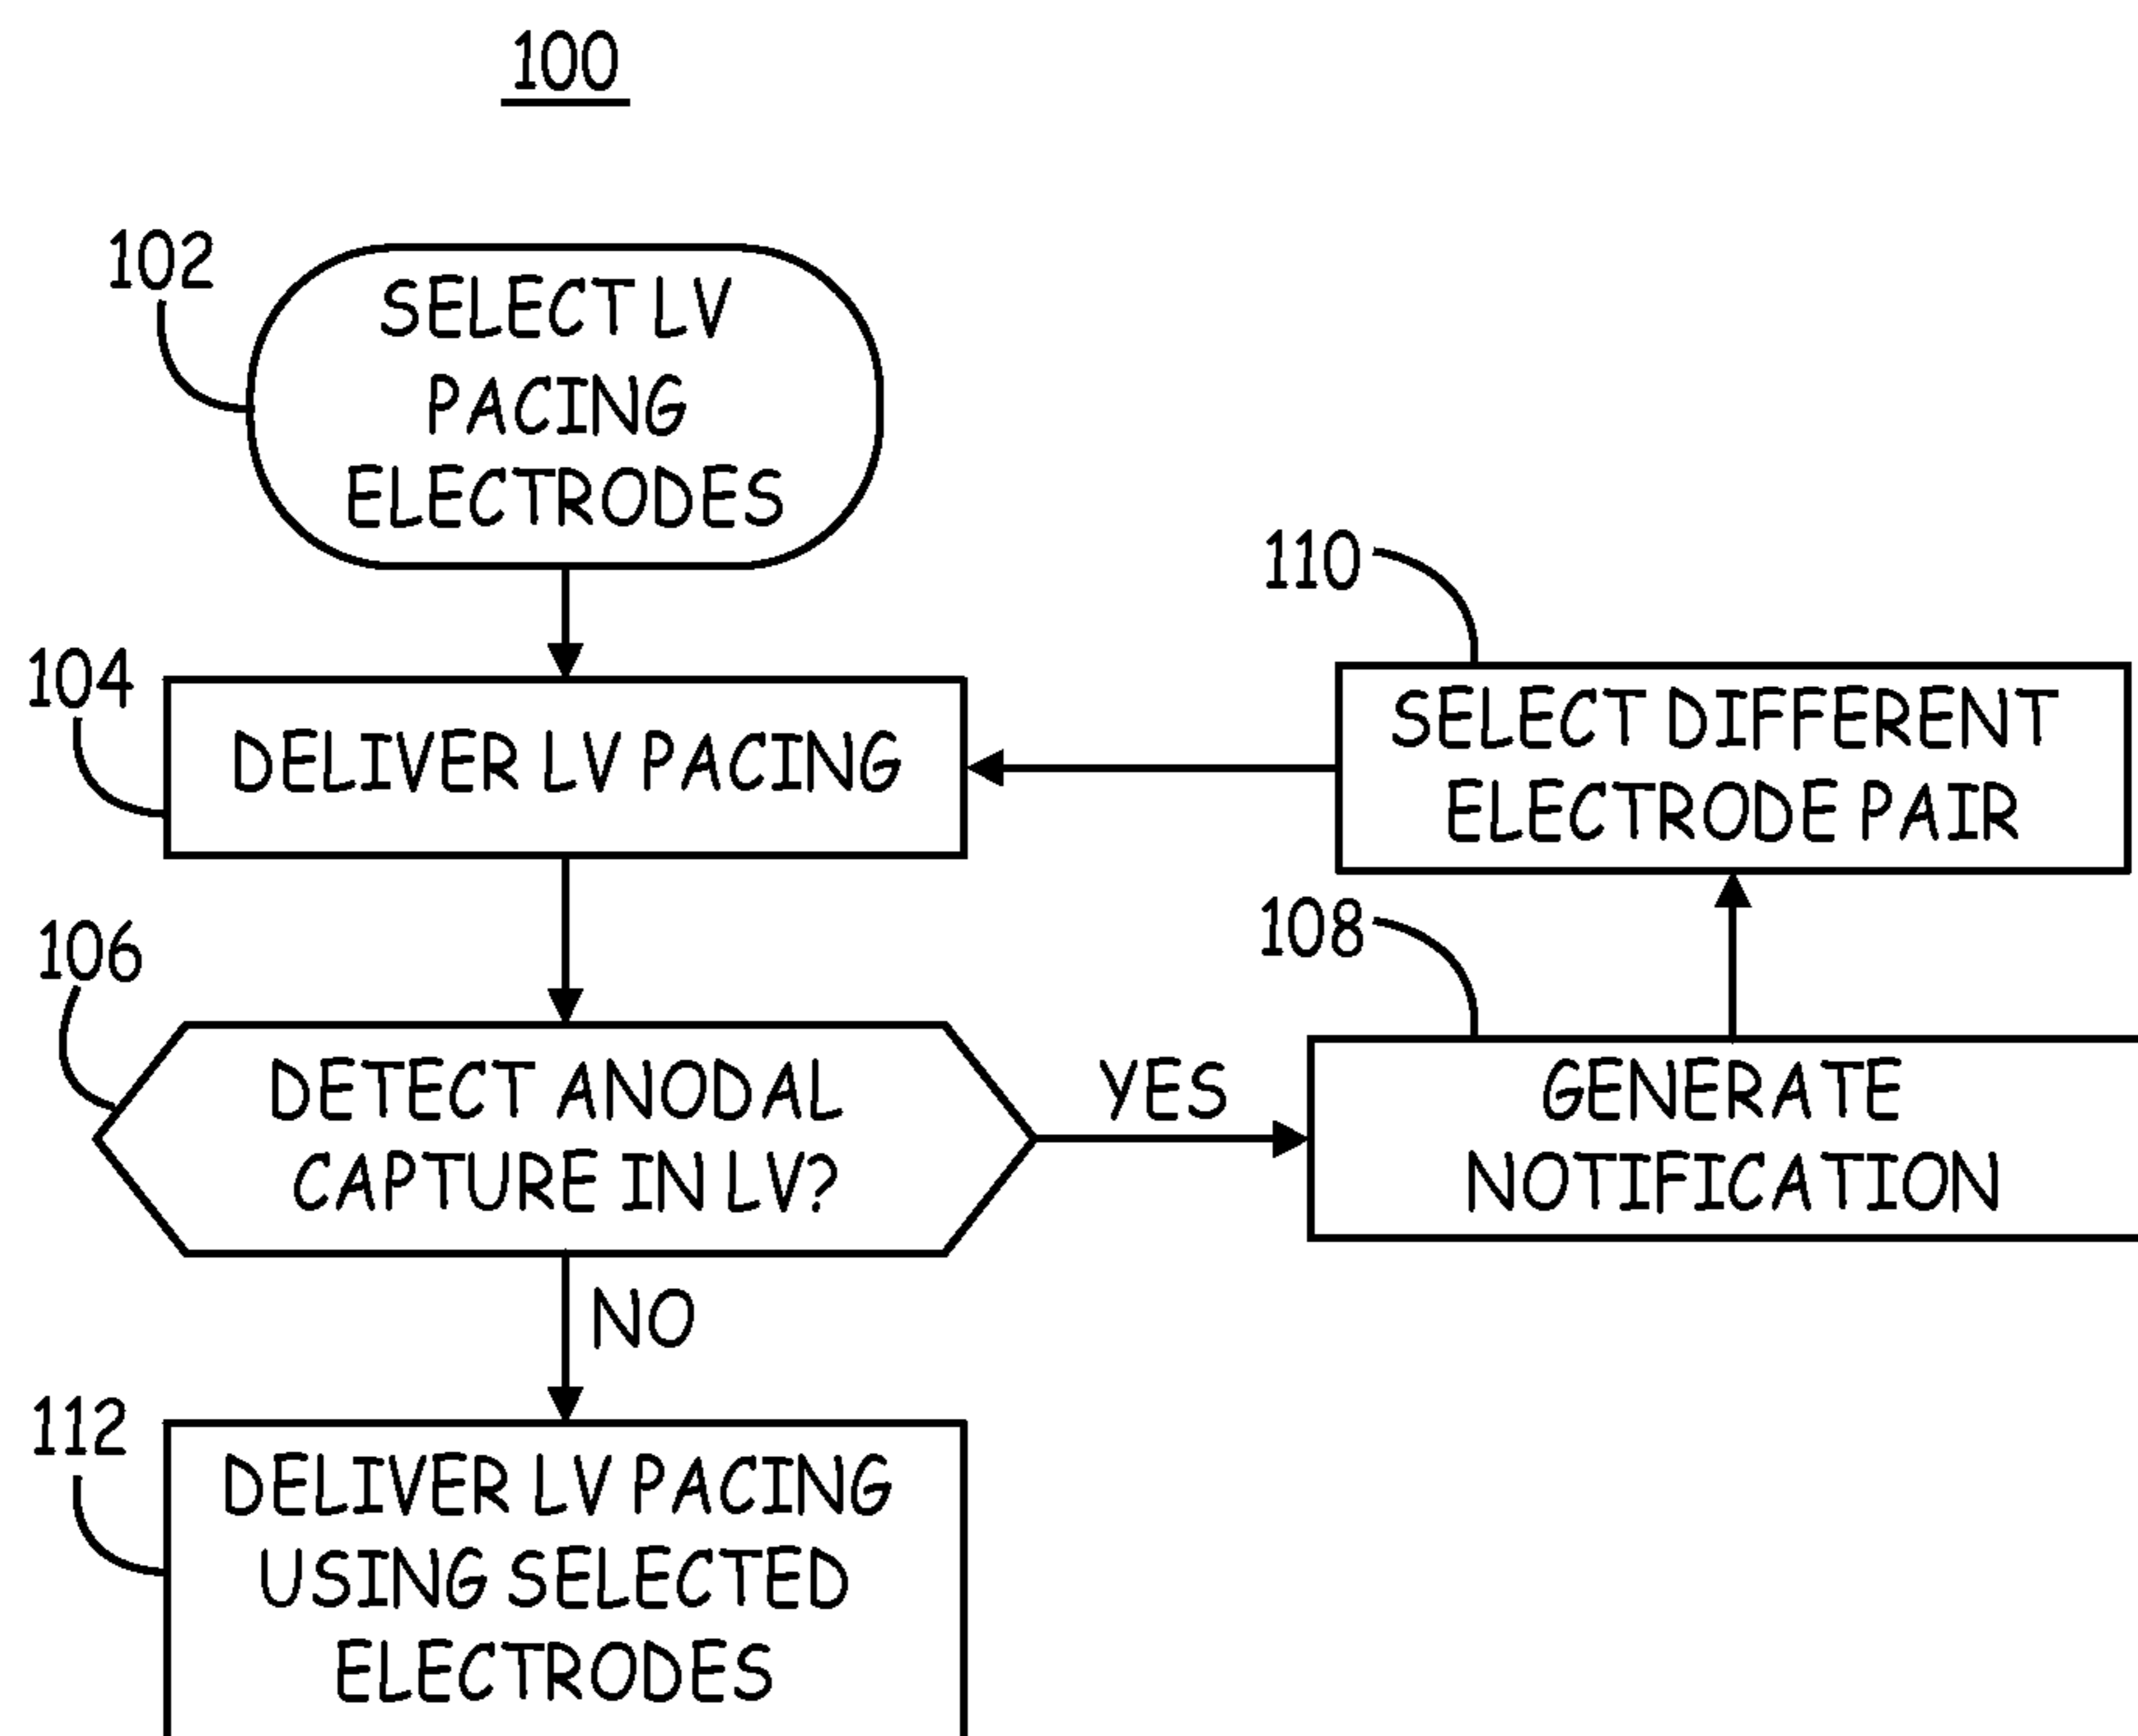 100
102
SELECT LV
PACING
ELECTRODES
104
DELIVER LV PACING
110
SELECT DIFFERENT
ELECTRODE PAIR
106
DETECT ANODAL
CAPTURE IN LV?
YES
108
GENERATE
NOTIFICATION
NO
112
DELIVER LV PACING
USING SELECTED
ELECTRODES